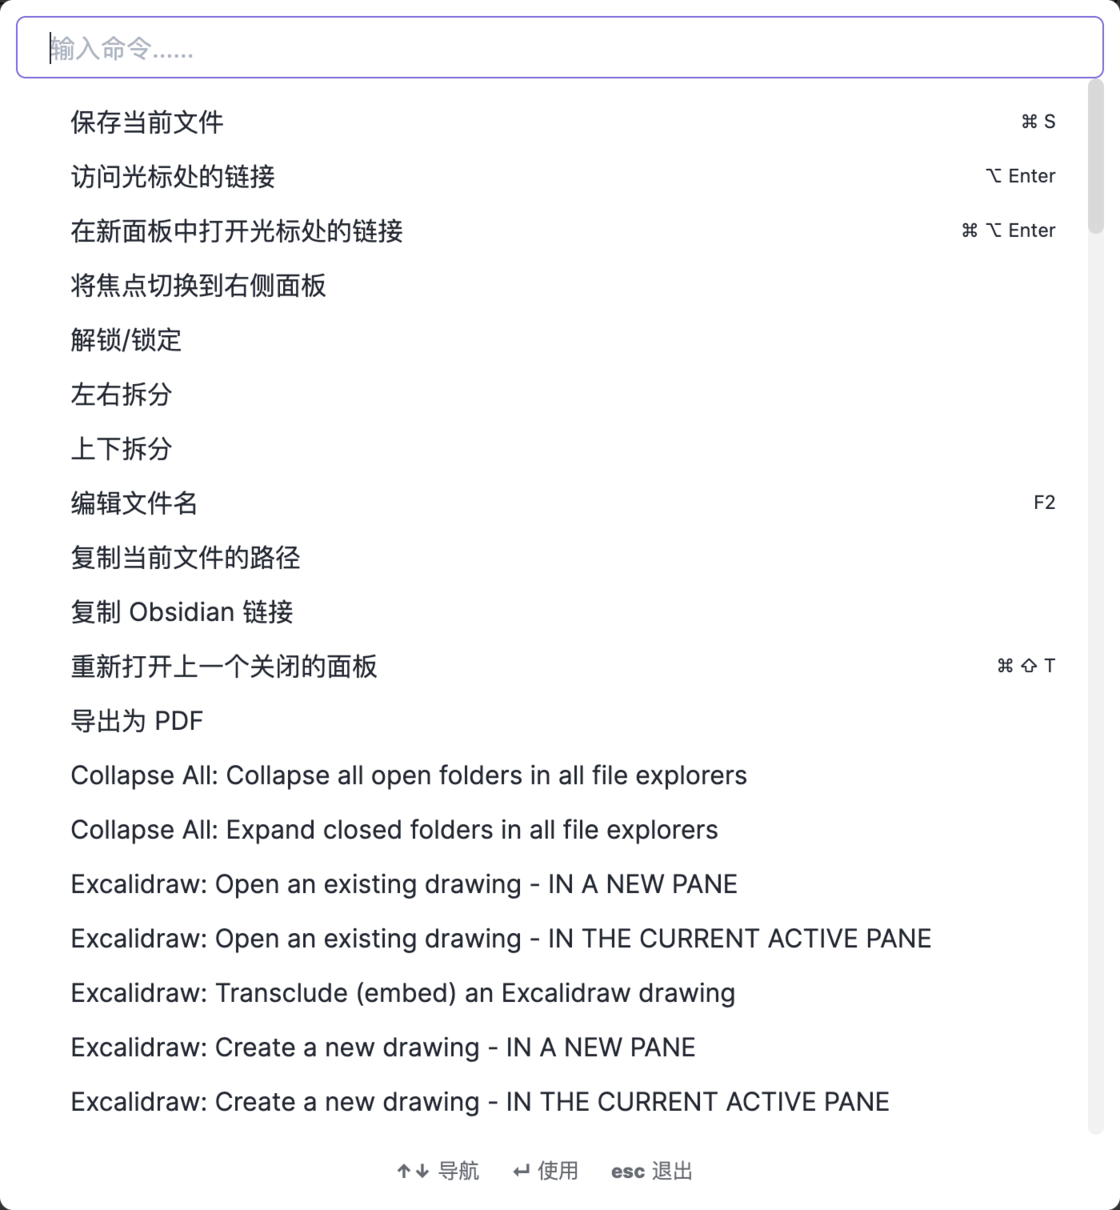 输入命令……
保存当前文件 ⌘ S
访问光标处的链接 ⌥ Enter
在新面板中打开光标处的链接 ⌘ ⌥ Enter
将焦点切换到右侧面板
解锁/锁定
左右拆分
上下拆分
编辑文件名 F2
复制当前文件的路径
复制 Obsidian 链接
重新打开上一个关闭的面板 ⌘ ⇧ T
导出为 PDF
Collapse All: Collapse all open folders in all file explorers
Collapse All: Expand closed folders in all file explorers
Excalidraw: Open an existing drawing - IN A NEW PANE
Excalidraw: Open an existing drawing - IN THE CURRENT ACTIVE PANE
Excalidraw: Transclude (embed) an Excalidraw drawing
Excalidraw: Create a new drawing - IN A NEW PANE
Excalidraw: Create a new drawing - IN THE CURRENT ACTIVE PANE
↑↓ 导航 ↵ 使用 esc 退出